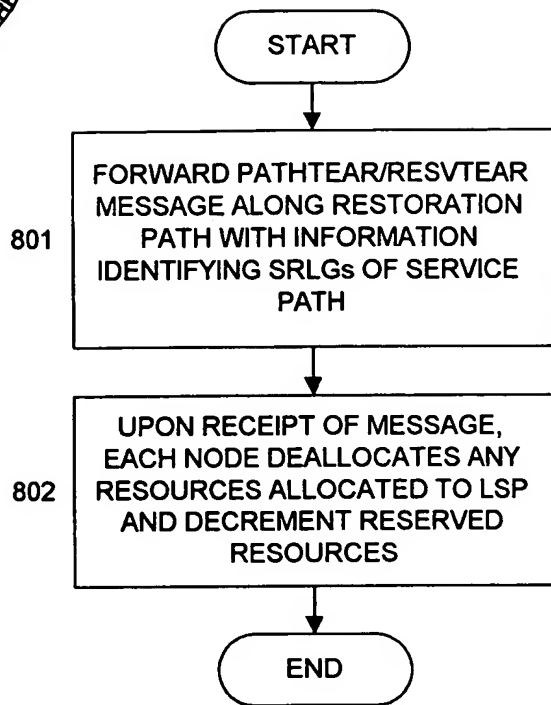 START
801
FORWARD PATHTEAR/RESVTEAR
MESSAGE ALONG RESTORATION
PATH WITH INFORMATION
IDENTIFYING SRLGs OF SERVICE
PATH
802
UPON RECEIPT OF MESSAGE,
EACH NODE DEALLOCATES ANY
RESOURCES ALLOCATED TO LSP
AND DECREMENT RESERVED
RESOURCES
END